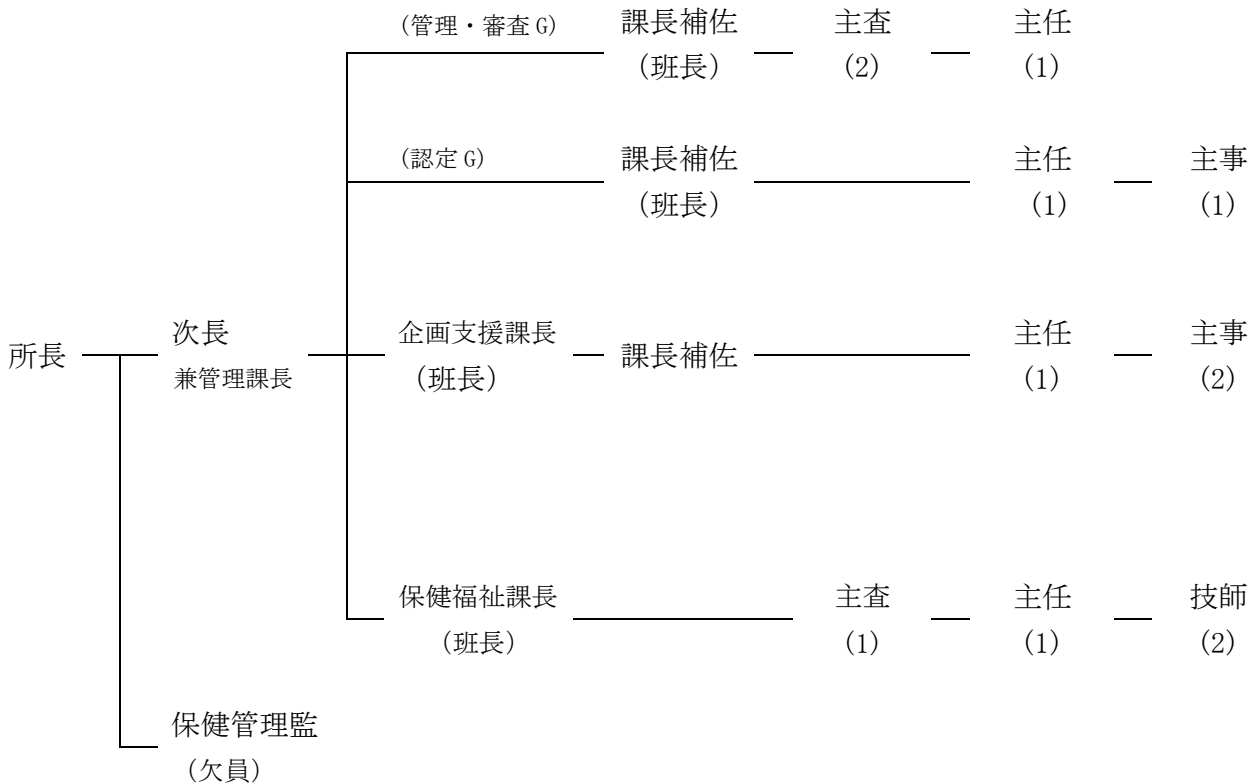 (管理・審査 G) 課長補佐 主査 主任
(班長) (2) (1)
(認定 G) 課長補佐 主任 主事
(班長) (1) (1)
所長 次長 企画支援課長 課長補佐 主任 主事
兼管理課長 (班長) (1) (2)
保健福祉課長 主査 主任 技師
(班長) (1) (1) (2)
保健管理監
(欠員)